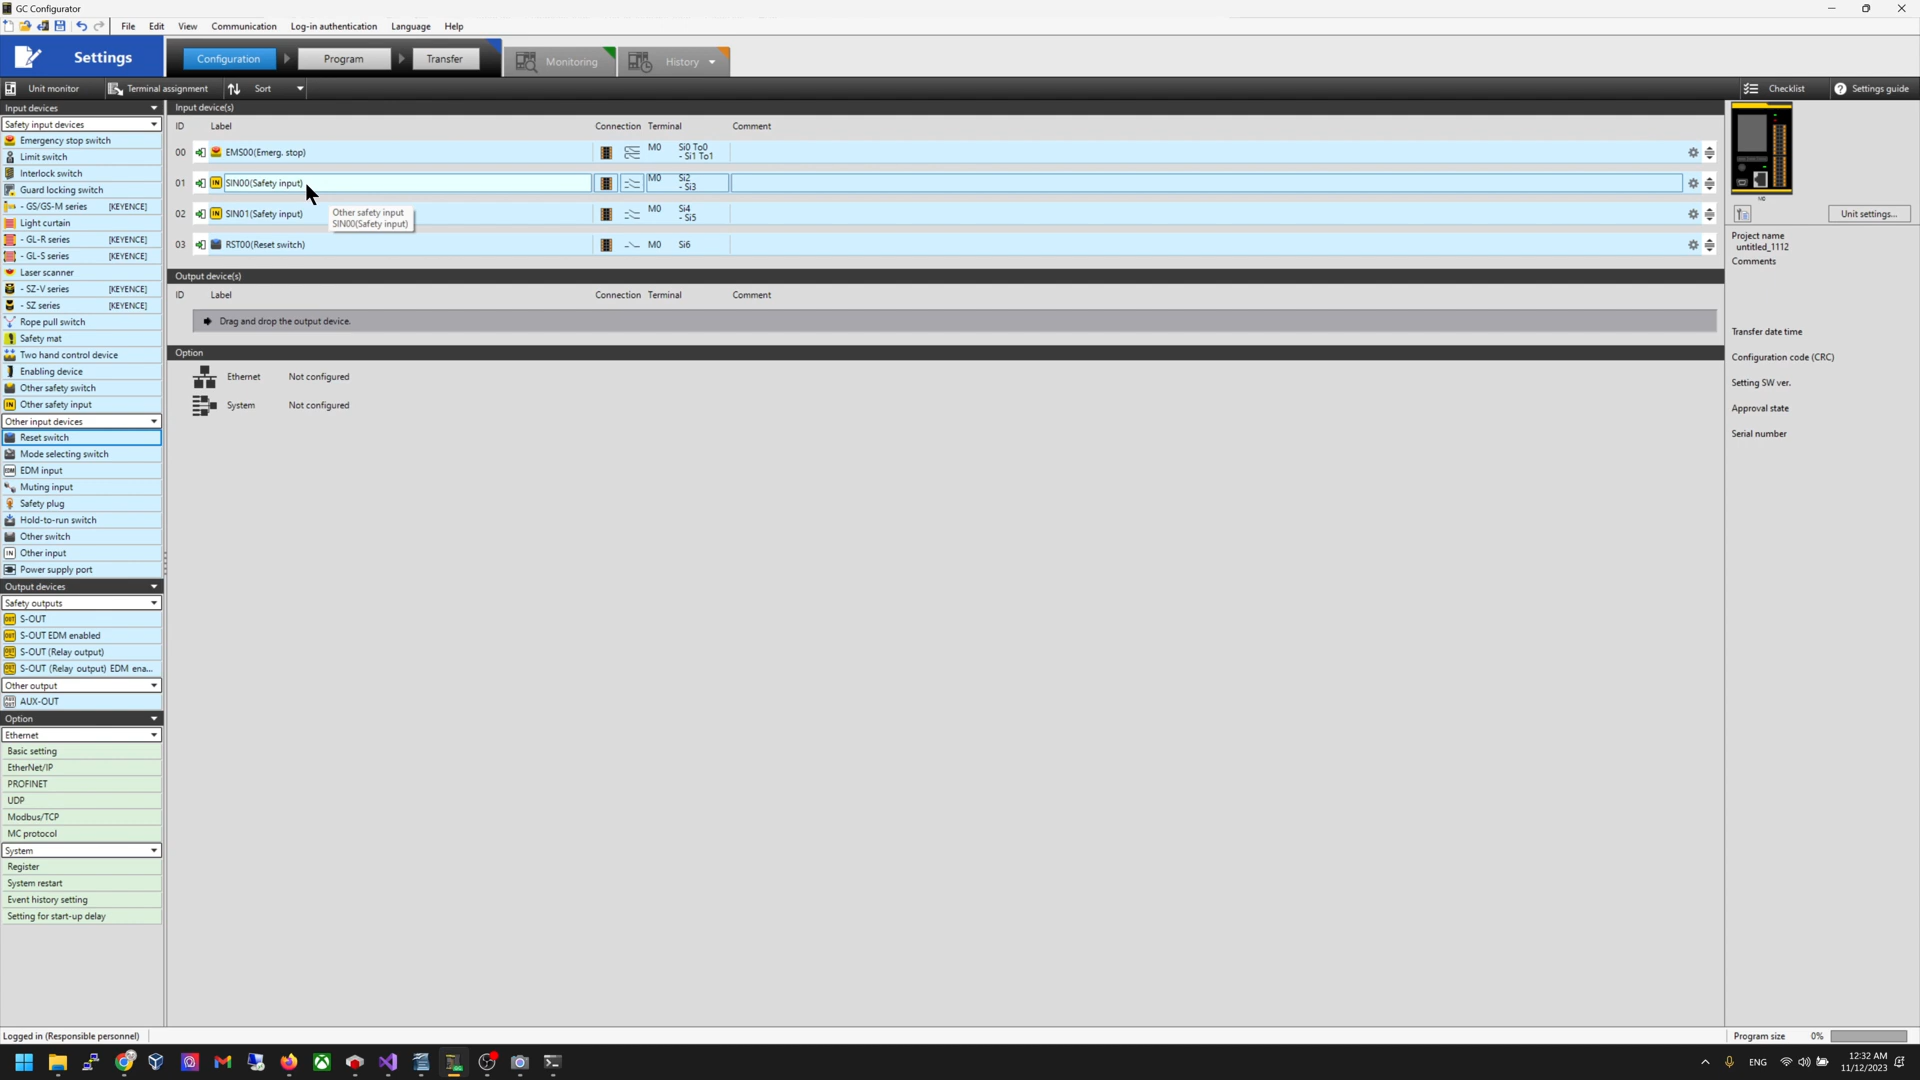 GC Configurator
File Edit View Communication Log-in authentication Language Help
Settings Configuration Program Transfer Monitoring History
Unit monitor Terminal assignment Sort Checklist Settings guide
Input devices
Safety input devices
Emergency stop switch
Limit switch
Interlock switch
Guard locking switch
- GS/GS-M series [KEYENCE]
Light curtain
- GL-R series [KEYENCE]
- GL-S series [KEYENCE]
Laser scanner
- SZ-V series [KEYENCE]
- SZ series [KEYENCE]
Rope pull switch
Safety mat
Two hand control device
Enabling device
Other safety switch
IN Other safety input
Other input devices
Reset switch
Mode selecting switch
EDM EDM input
Muting input
Safety plug
Hold-to-run switch
Other switch
IN Other input
Power supply port
Output devices
Safety outputs
OUT S-OUT
OUT S-OUT EDM enabled
S-OUT (Relay output)
S-OUT (Relay output) EDM ena...
Other output
AUX OUT AUX-OUT
Option
Ethernet
Basic setting
EtherNet/IP
PROFINET
UDP
Modbus/TCP
MC protocol
System
Register
System restart
Event history setting
Setting for start-up delay
Input device(s)
ID Label Connection Terminal Comment
00 EMS00(Emerg. stop) M0 Si0 To0
- Si1 To1
01 IN SIN00(Safety input) M0 Si2
- Si3
02 IN SIN01(Safety input) M0 Si4
- Si5
Other safety input
SIN00(Safety input)
03 RST00(Reset switch) M0 Si6
Output device(s)
ID Label Connection Terminal Comment
Drag and drop the output device.
Option
Ethernet Not configured
System Not configured
M0
Unit settings...
Project name
untitled_1112
Comments
Transfer date time
Configuration code (CRC)
Setting SW ver.
Approval state
Serial number
Logged in (Responsible personnel)
Program size 0%
ENG
12:32 AM
11/12/2023